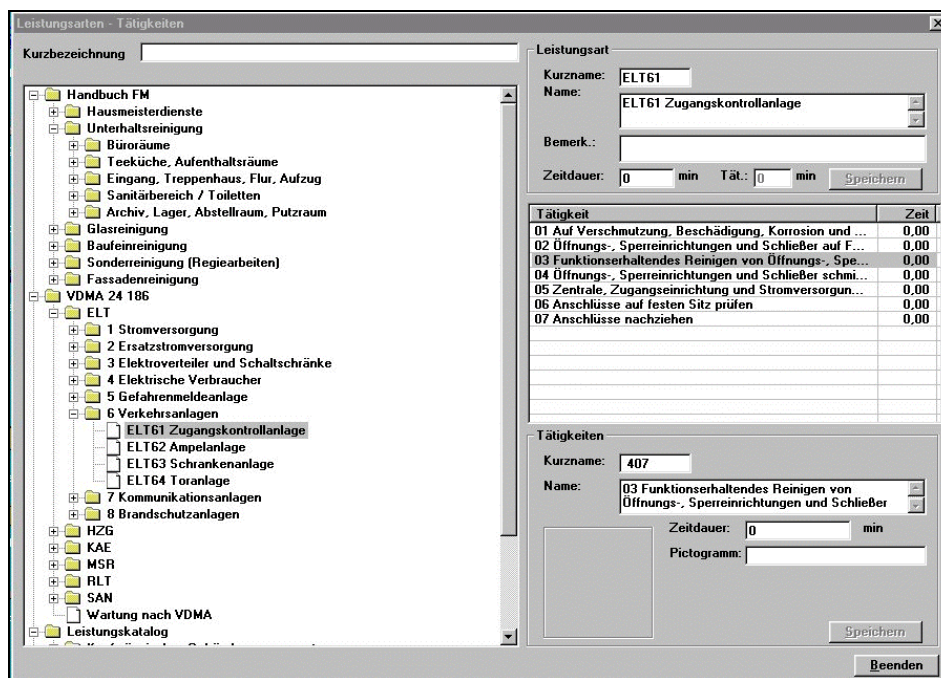 Leistungsarten - Tätigkeiten
Kurzbezeichnung
Handbuch FM
Hausmeisterdienste
Unterhaltsreinigung
Büroräume
Teeküche, Aufenthaltsräume
Eingang, Treppenhaus, Flur, Aufzug
Sanitärbereich / Toiletten
Archiv, Lager, Abstellraum, Putzraum
Glasreinigung
Baufeinreinigung
Sonderreinigung (Regiearbeiten)
Fassadenreinigung
VDMA 24 186
ELT
1 Stromversorgung
2 Ersatzstromversorgung
3 Elektroverteiler und Schaltschränke
4 Elektrische Verbraucher
5 Gefahrenmeldeanlage
6 Verkehrsanlagen
ELT61 Zugangskontrollanlage
ELT62 Ampelanlage
ELT63 Schrankenanlage
ELT64 Toranlage
7 Kommunikationsanlagen
8 Brandschutzanlagen
HZG
KAE
MSR
RLT
SAN
Wartung nach VDMA
Leistungskatalog
Leistungsart
Kurzname: ELT61
Name: ELT61 Zugangskontrollanlage
Bemerk.:
Zeitdauer: 0 min Tät.: 0 min Speichern
Tätigkeit Zeit
01 Auf Verschmutzung, Beschädigung, Korrosion und ... 0,00
02 Öffnungs-, Sperreinrichtungen und Schließer auf F... 0,00
03 Funktionserhaltendes Reinigen von Öffnungs-, Spe... 0,00
04 Öffnungs-, Sperreinrichtungen und Schließer schmi... 0,00
05 Zentrale, Zugangseinrichtung und Stromversorgun... 0,00
06 Anschlüsse auf festen Sitz prüfen 0,00
07 Anschlüsse nachziehen 0,00
Tätigkeiten
Kurzname: 407
Name: 03 Funktionserhaltendes Reinigen von
Öffnungs-, Sperreinrichtungen und Schließer
Zeitdauer: 0 min
Pictogramm:
Speichern
Beenden